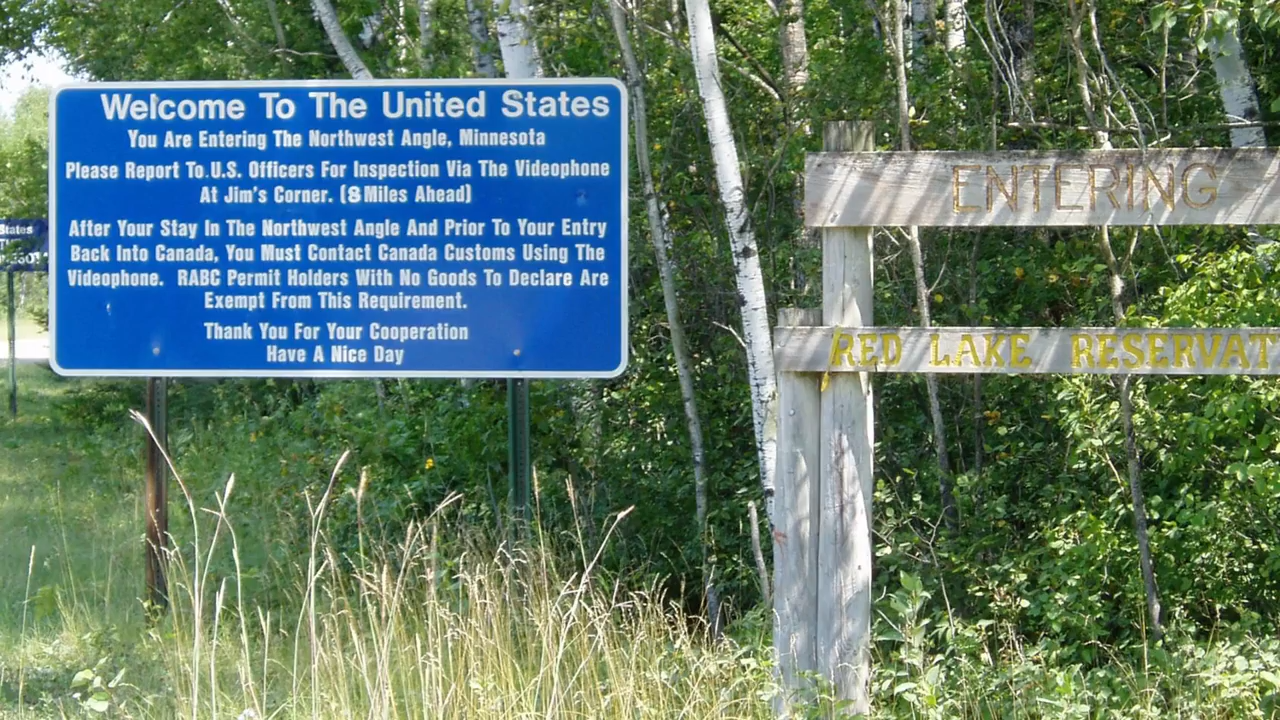 Welcome To The United States
You Are Entering The Northwest Angle, Minnesota
Please Report To U.S. Officers For Inspection Via The Videophone
At Jim's Corner. (8 Miles Ahead)
After Your Stay In The Northwest Angle And Prior To Your Entry
Back Into Canada, You Must Contact Canada Customs Using The
Videophone. RABC Permit Holders With No Goods To Declare Are
Exempt From This Requirement.
Thank You For Your Cooperation
Have A Nice Day
States
ENTERING
RED LAKE RESERVAT